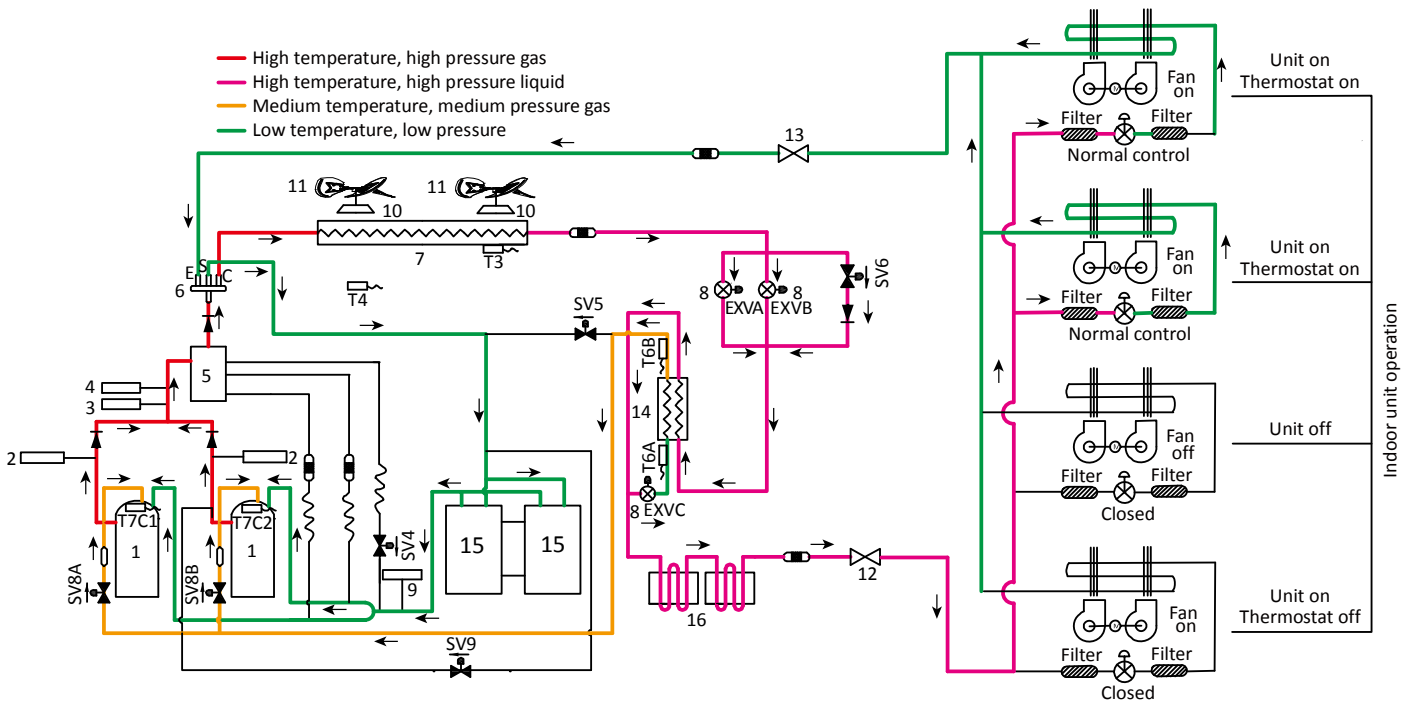 High temperature, high pressure gas
High temperature, high pressure liquid
Medium temperature, medium pressure gas
Low temperature, low pressure
13
11
11
10
10
7
T3
T4
E
S
C
6
5
4
3
2
2
8
EXVA
8
EXVB
SV6
SV5
T6B
14
T6A
8
EXVC
T7C1
T7C2
1
1
SV8A
SV8B
SV4
9
15
15
16
12
SV9
M
Fan
on
Filter
Filter
Normal control
Unit on
Thermostat on
M
Fan
on
Filter
Filter
Normal control
Unit on
Thermostat on
M
Fan
off
Filter
Filter
Closed
Unit off
M
Fan
on
Filter
Filter
Closed
Unit on
Thermostat off
Indoor unit operation